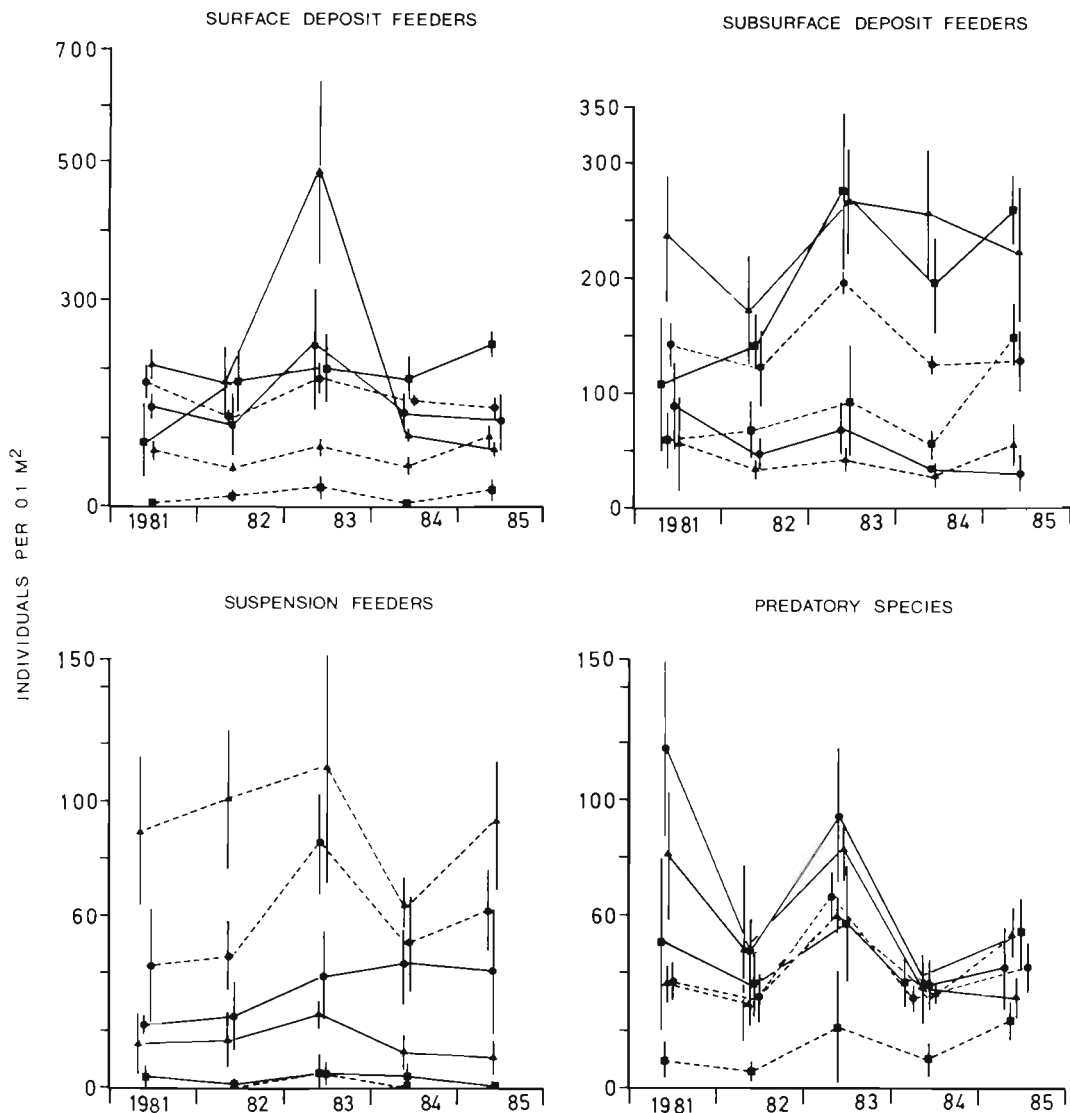 SURFACE DEPOSIT FEEDERS
700
500
300
0
1981 82 83 84 85
SUBSURFACE DEPOSIT FEEDERS
350
300
200
100
0
1981 82 83 84 85
INDIVIDUALS PER 0.1 M²
SUSPENSION FEEDERS
150
100
60
0
1981 82 83 84 85
PREDATORY SPECIES
150
100
60
0
1981 82 83 84 85